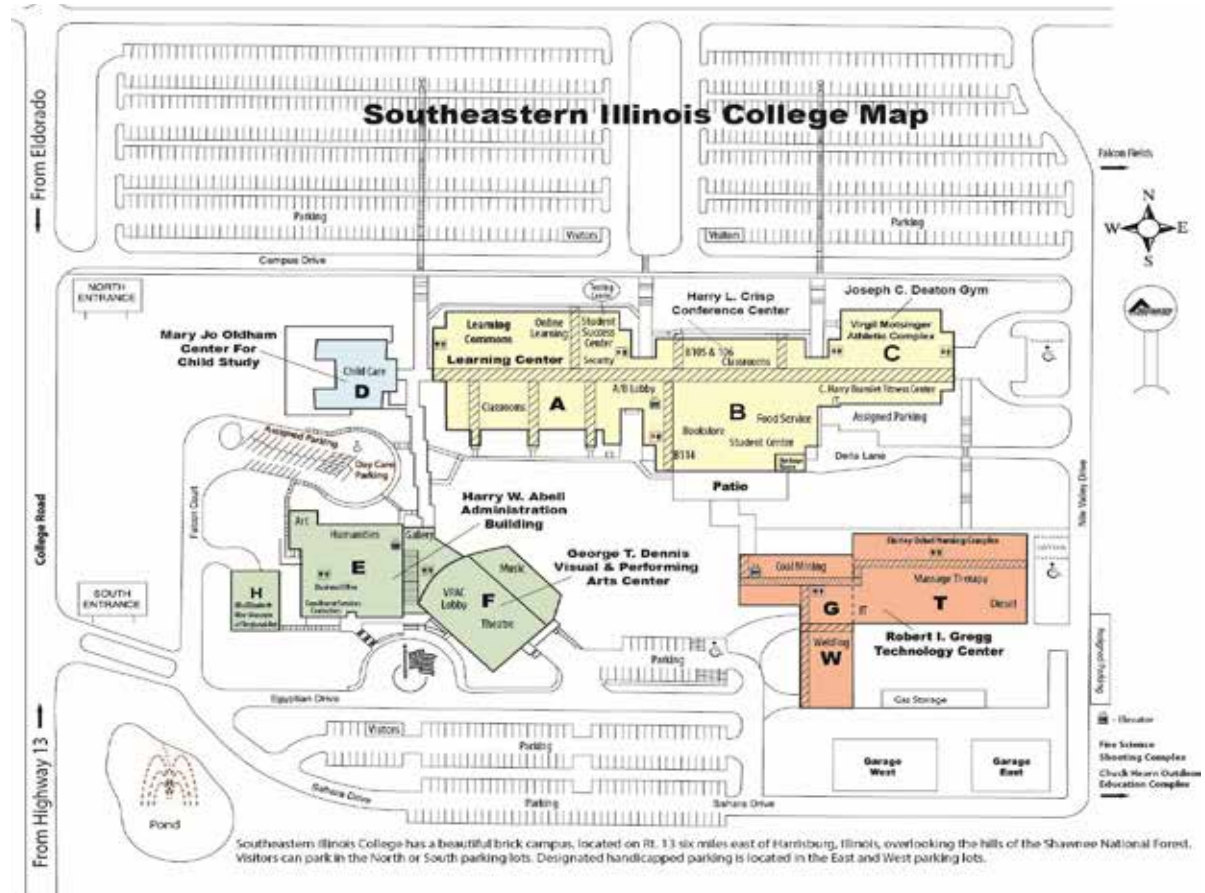 Southeastern Illinois College Map
From Eldorado
Falcon Fields
N
W
E
S
Parking
Visitors
Visitors
Parking
Campus Drive
NORTH
ENTRANCE
Testing
Center
Harry L. Crisp
Conference Center
Joseph C. Deaton Gym
Mary Jo Oldham
Center For
Child Study
Child Care
D
Learning
Commons
Online
Learning
Student
Success
Center
Security
Learning Center
B105 & 106
Classrooms
Virgil Motsinger
Athletic Complex
C
Classrooms
A
A/B Lobby
B
Food Service
Bookstore
Student Center
B114
C. Harry Bramlet Fitness Center
Assigned Parking
Delta Lane
Patio
Assigned Parking
Day Care
Parking
Falcon Court
College Road
Nile Valley Drive
Harry W. Abell
Administration
Building
Art
Humanities
Gallery
E
Business Office
George T. Dennis
Visual & Performing
Arts Center
Music
VPAC
Lobby
F
Theatre
H
SOUTH
ENTRANCE
Coal Mining
Massage Therapy
G
T
Diesel
Welding
W
Robert I. Gregg
Technology Center
Assigned Parking
Parking
Gas Storage
Egyptian Drive
Visitors
Parking
Parking
Sahara Drive
Sahara Drive
Garage
West
Garage
East
- Elevator
Fire Science
Shooting Complex
Chuck Hearn Outdoor
Education Complex
From Highway 13
Pond
Southeastern Illinois College has a beautiful brick campus, located on Rt. 13 six miles east of Harrisburg, Illinois, overlooking the hills of the Shawnee National Forest.
Visitors can park in the North or South parking lots. Designated handicapped parking is located in the East and West parking lots.